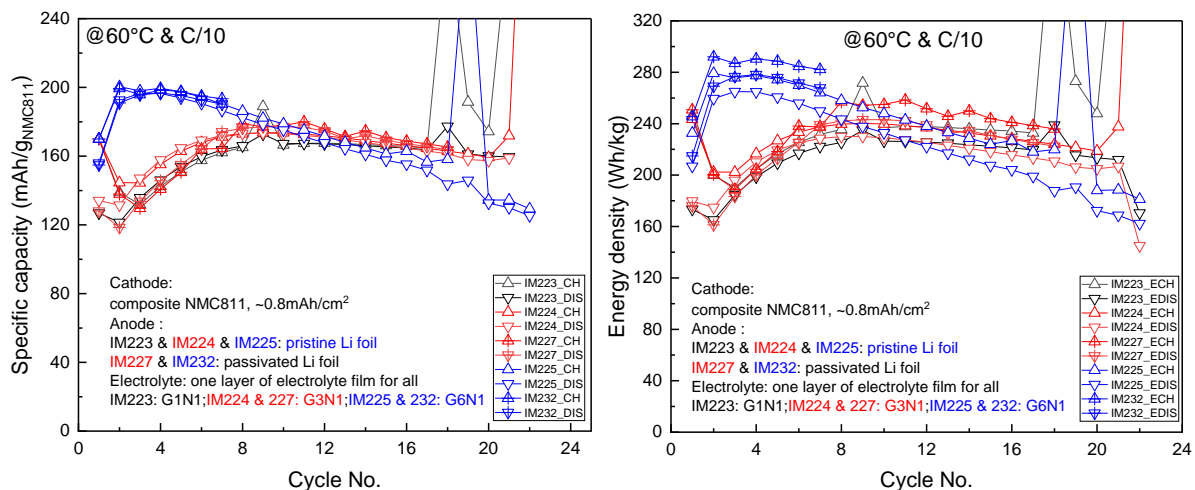 @60°C & C/10
Specific capacity (mAh/gNMC811)
240
200
160
120
80
40
0
Cathode:
composite NMC811, ~0.8mAh/cm²
Anode :
IM223 & IM224 & IM225: pristine Li foil
IM227 & IM232: passivated Li foil
Electrolyte: one layer of electrolyte film for all
IM223: G1N1;IM224 & 227: G3N1;IM225 & 232: G6N1
IM223_CH
IM223_DIS
IM224_CH
IM224_DIS
IM227_CH
IM227_DIS
IM225_CH
IM225_DIS
IM232_CH
IM232_DIS
0 4 8 12 16 20 24
Cycle No.
@60°C & C/10
Energy density (Wh/kg)
320
280
240
200
160
120
80
40
0
Cathode:
composite NMC811, ~0.8mAh/cm²
Anode :
IM223 & IM224 & IM225: pristine Li foil
IM227 & IM232: passivated Li foil
Electrolyte: one layer of electrolyte film for all
IM223: G1N1;IM224 & 227: G3N1;IM225 & 232: G6N1
IM223_ECH
IM223_EDIS
IM224_ECH
IM224_EDIS
IM227_ECH
IM227_EDIS
IM225_ECH
IM225_EDIS
IM232_ECH
IM232_EDIS
0 4 8 12 16 20 24
Cycle No.